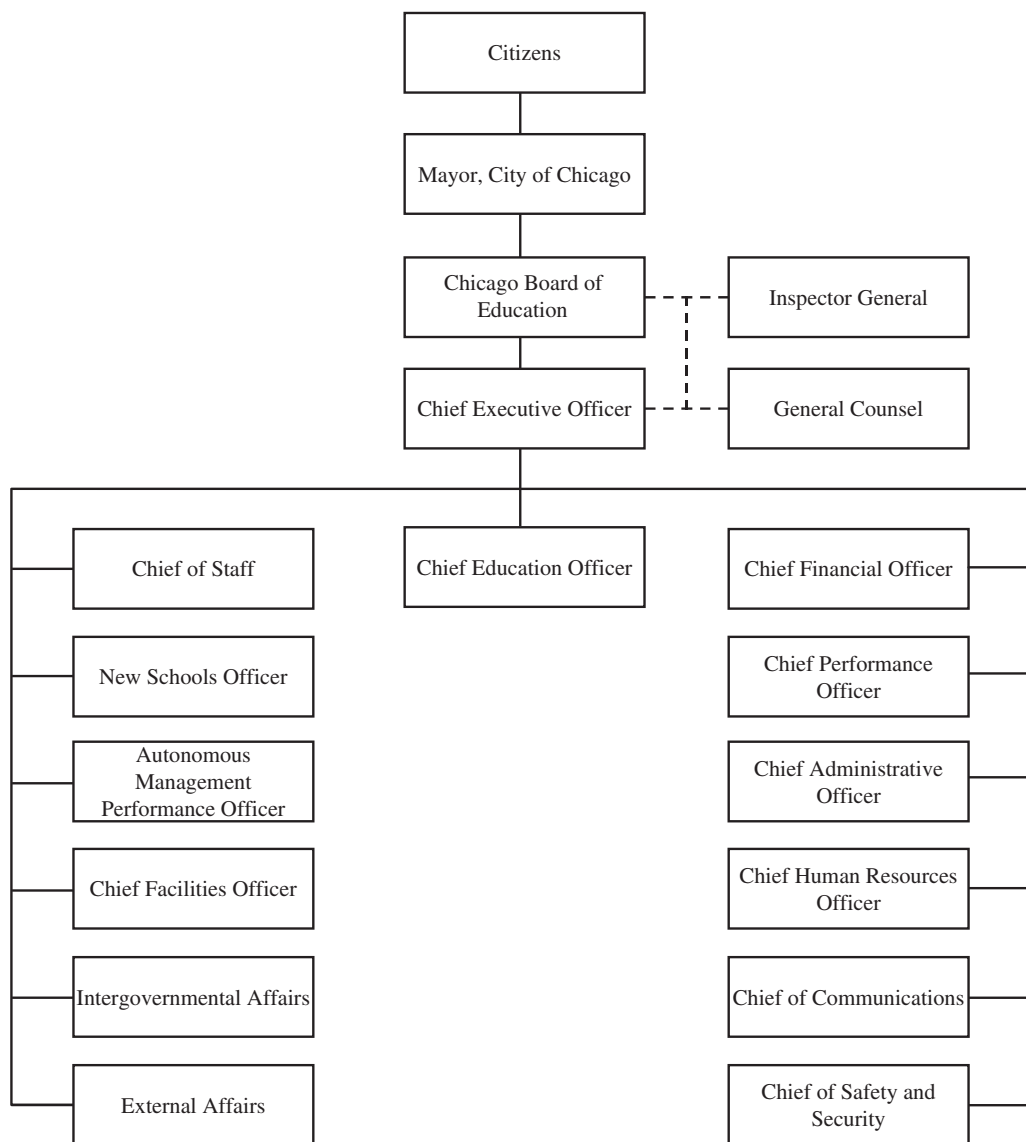 Citizens
Mayor, City of Chicago
Chicago Board of
Education
Inspector General
Chief Executive Officer
General Counsel
Chief of Staff
Chief Education Officer
Chief Financial Officer
New Schools Officer
Chief Performance
Officer
Autonomous
Management
Performance Officer
Chief Administrative
Officer
Chief Facilities Officer
Chief Human Resources
Officer
Intergovernmental Affairs
Chief of Communications
External Affairs
Chief of Safety and
Security